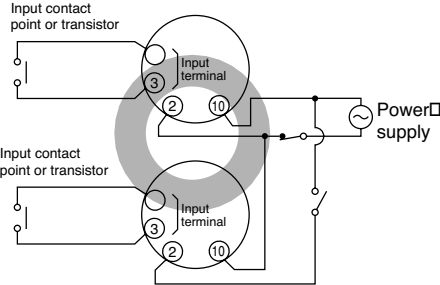 Input contact
point or transistor
Input
terminal
3
2
10
Power□
supply
Input contact
point or transistor
Input
terminal
3
2
10